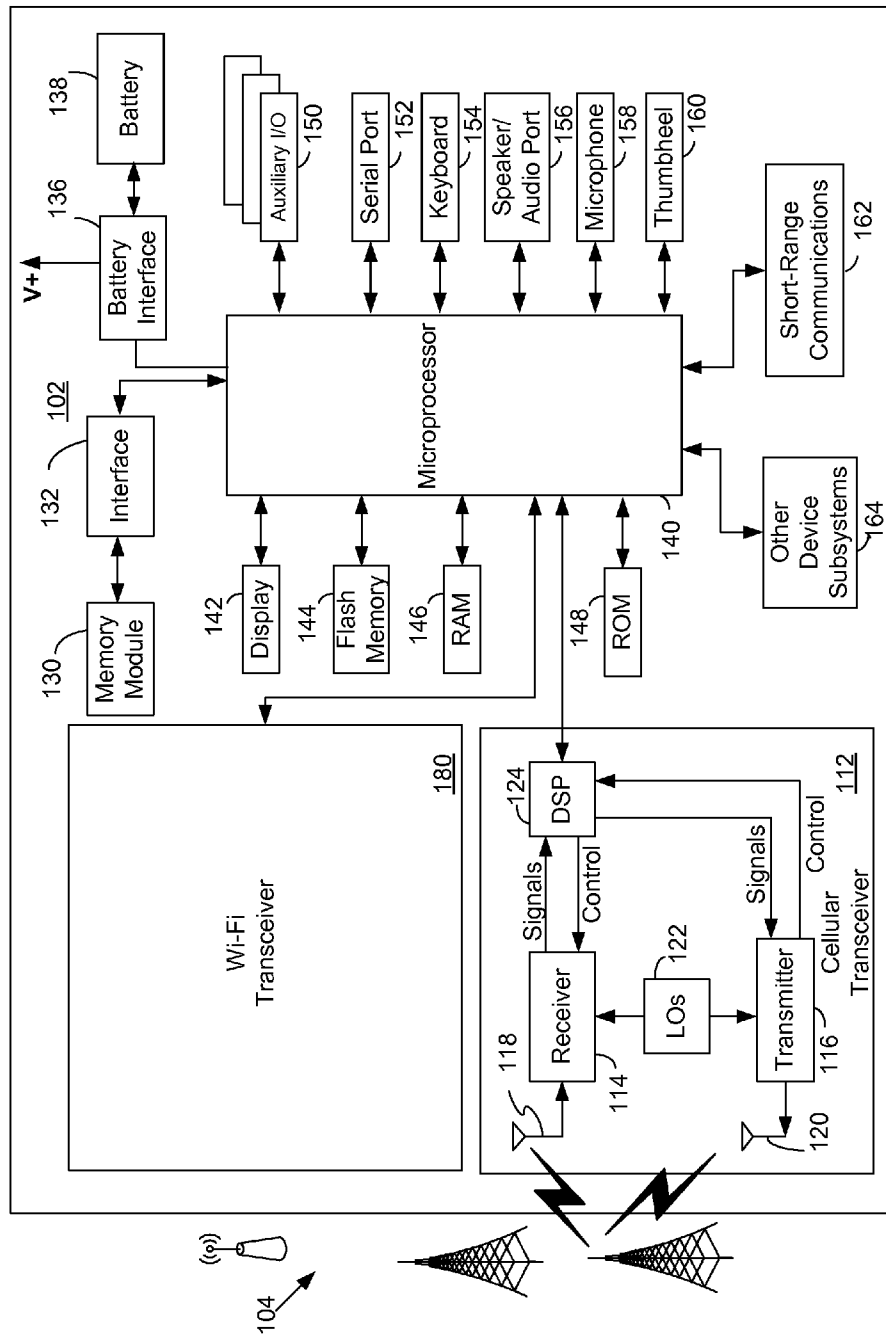 138
Battery
136
Battery
Interface
V+
102
132
Interface
130
Memory
Module
Auxiliary I/O
150
Serial Port
152
Keyboard
154
Speaker/
Audio Port
156
Microphone
158
Thumbheel
160
Microprocessor
140
142
Display
144
Flash
Memory
146
RAM
148
ROM
Short-Range
Communications
162
Other
Device
Subsystems
164
Wi-Fi
Transceiver
180
124
DSP
112
Signals
Control
Signals
Control
Receiver
114
118
122
LOs
Transmitter
116
Cellular
Transceiver
120
104